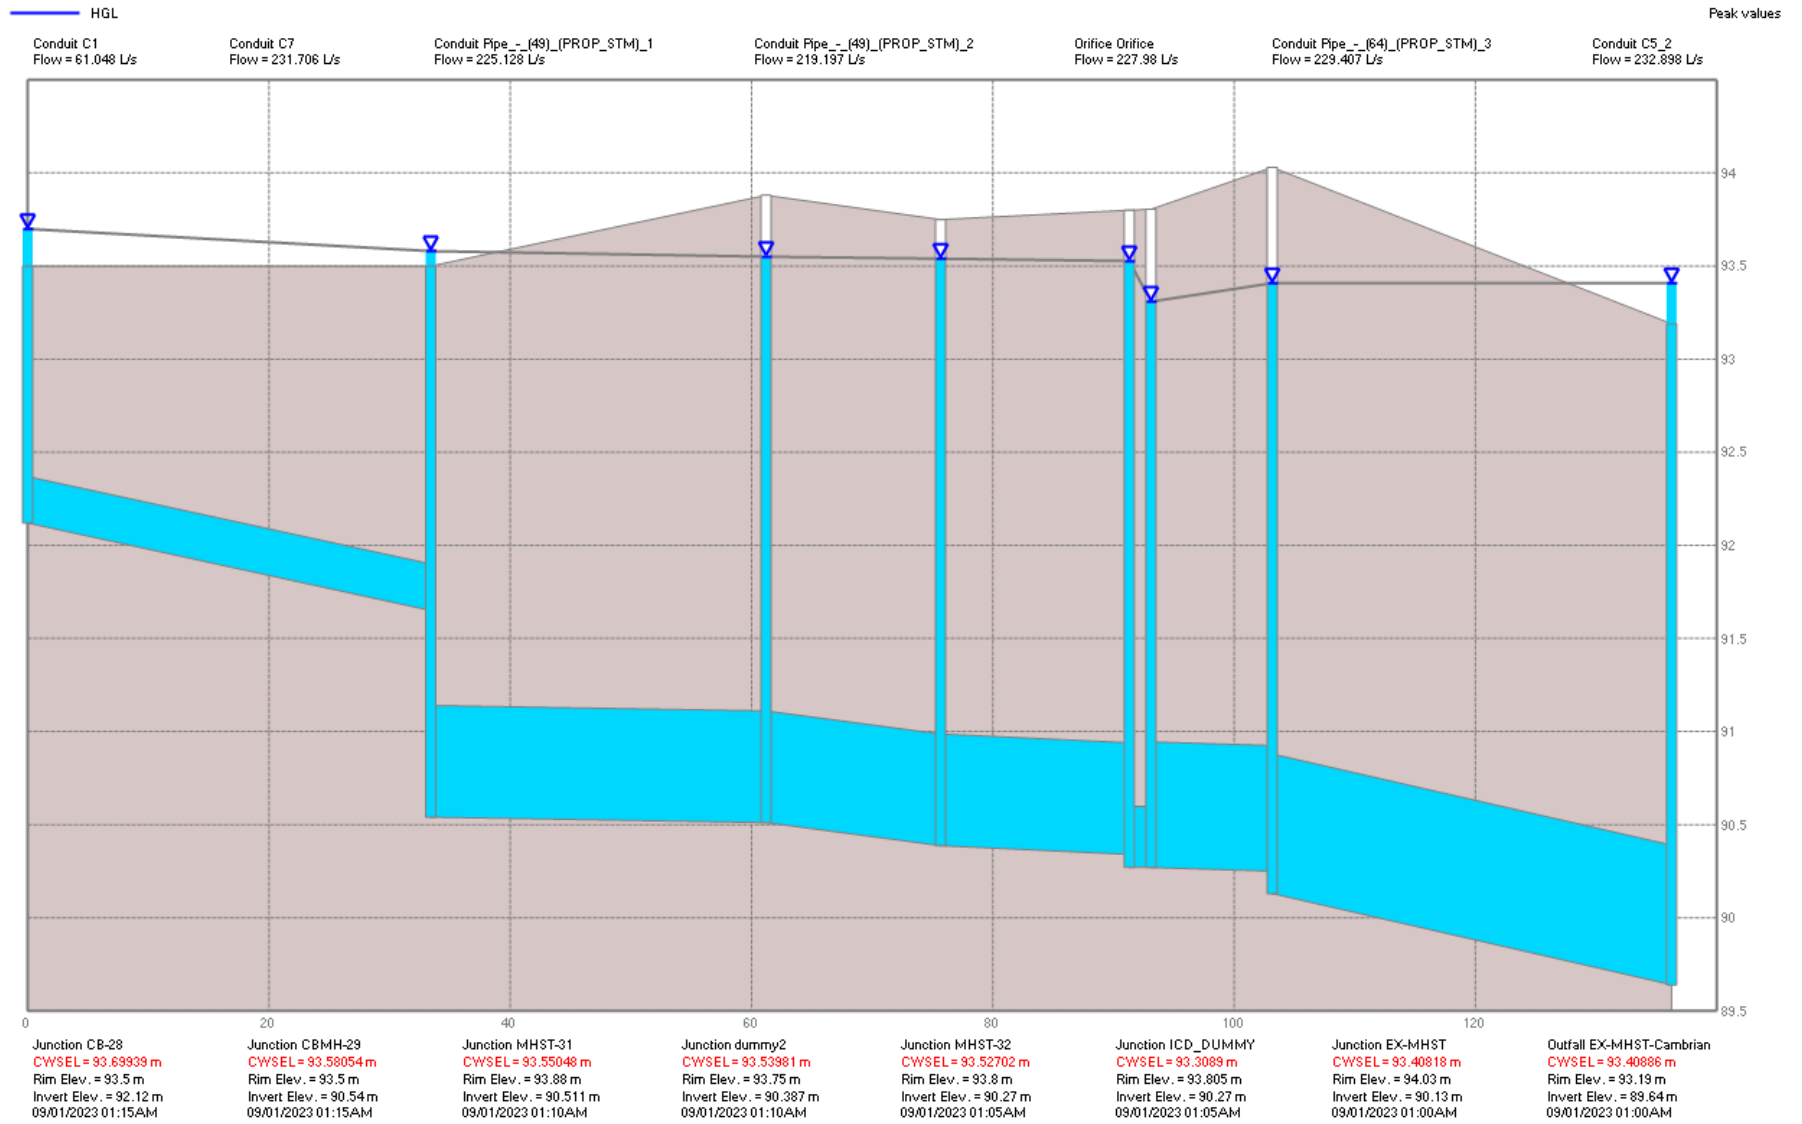 HGL
Peak values
Conduit C1
Flow = 61.048 L/s
Conduit C7
Flow = 231.706 L/s
Conduit Pipe_-_(49)_(PROP_STM)_1
Flow = 225.128 L/s
Conduit Pipe_-_(49)_(PROP_STM)_2
Flow = 219.197 L/s
Orifice Orifice
Flow = 227.98 L/s
Conduit Pipe_-_(64)_(PROP_STM)_3
Flow = 229.407 L/s
Conduit C5_2
Flow = 232.898 L/s
94
93.5
93
92.5
92
91.5
91
90.5
90
89.5
0
20
40
60
80
100
120
Junction CB-28
CWSEL = 93.69939 m
Rim Elev. = 93.5 m
Invert Elev. = 92.12 m
09/01/2023 01:15AM
Junction CBMH-29
CWSEL = 93.58054 m
Rim Elev. = 93.5 m
Invert Elev. = 90.54 m
09/01/2023 01:15AM
Junction MHST-31
CWSEL = 93.55048 m
Rim Elev. = 93.88 m
Invert Elev. = 90.511 m
09/01/2023 01:10AM
Junction dummy2
CWSEL = 93.53981 m
Rim Elev. = 93.75 m
Invert Elev. = 90.387 m
09/01/2023 01:10AM
Junction MHST-32
CWSEL = 93.52702 m
Rim Elev. = 93.8 m
Invert Elev. = 90.27 m
09/01/2023 01:05AM
Junction ICD_DUMMY
CWSEL = 93.3089 m
Rim Elev. = 93.805 m
Invert Elev. = 90.27 m
09/01/2023 01:05AM
Junction EX-MHST
CWSEL = 93.40818 m
Rim Elev. = 94.03 m
Invert Elev. = 90.13 m
09/01/2023 01:00AM
Outfall EX-MHST-Cambrian
CWSEL = 93.40886 m
Rim Elev. = 93.19 m
Invert Elev. = 89.64 m
09/01/2023 01:00AM